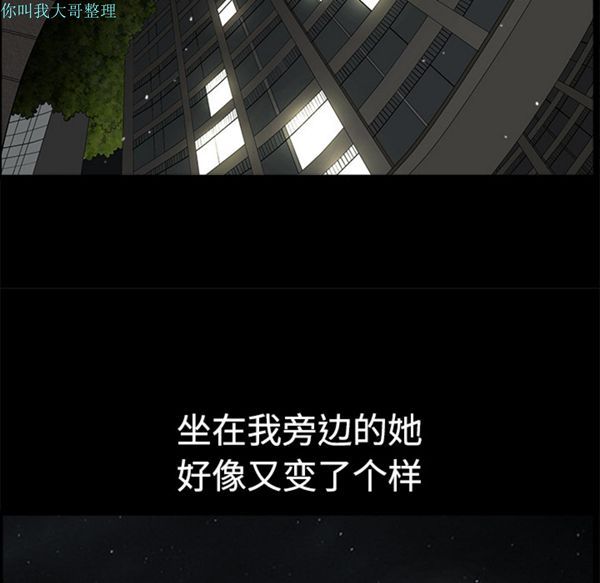 你叫我大哥整理
坐在我旁边的她
好像又变了个样